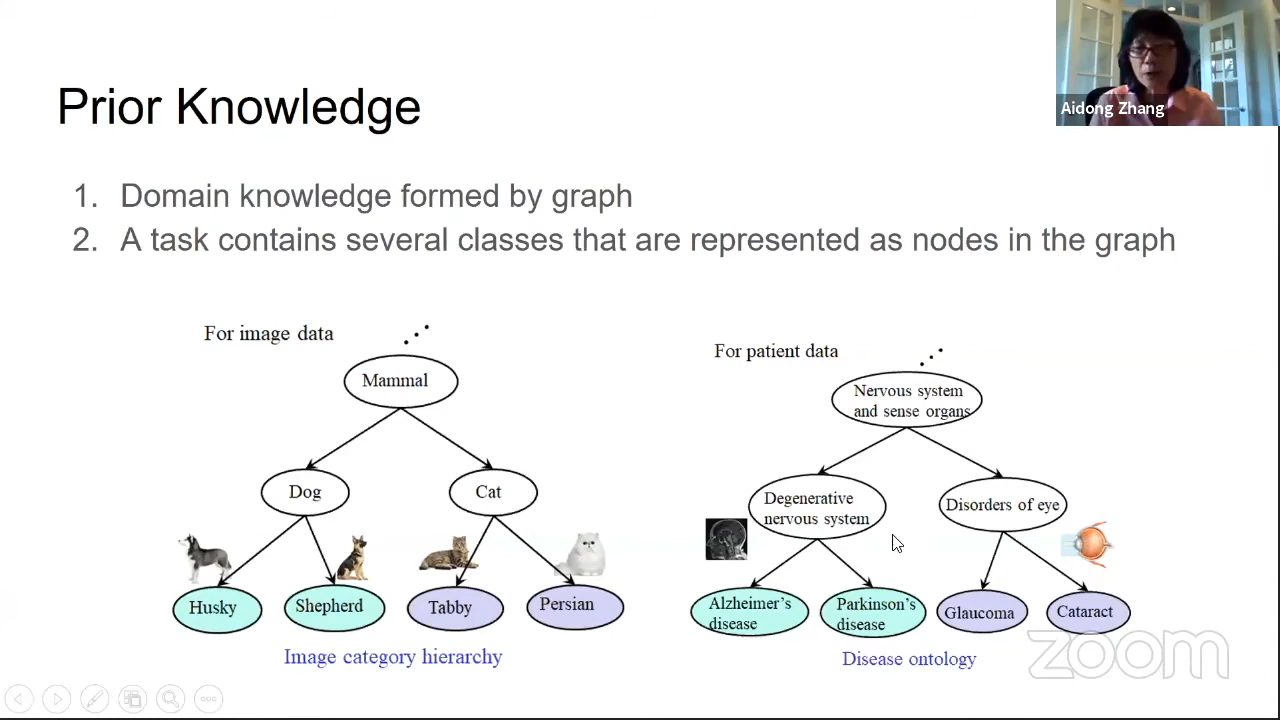 Aidong Zhang
Prior Knowledge
1. Domain knowledge formed by graph
2. A task contains several classes that are represented as nodes in the graph
For image data
Mammal
Dog
Cat
Husky
Shepherd
Tabby
Persian
Image category hierarchy
For patient data
Nervous system
and sense organs
Degenerative
nervous system
Disorders of eye
Alzheimer's
disease
Parkinson's
disease
Glaucoma
Cataract
Disease ontology
zoom